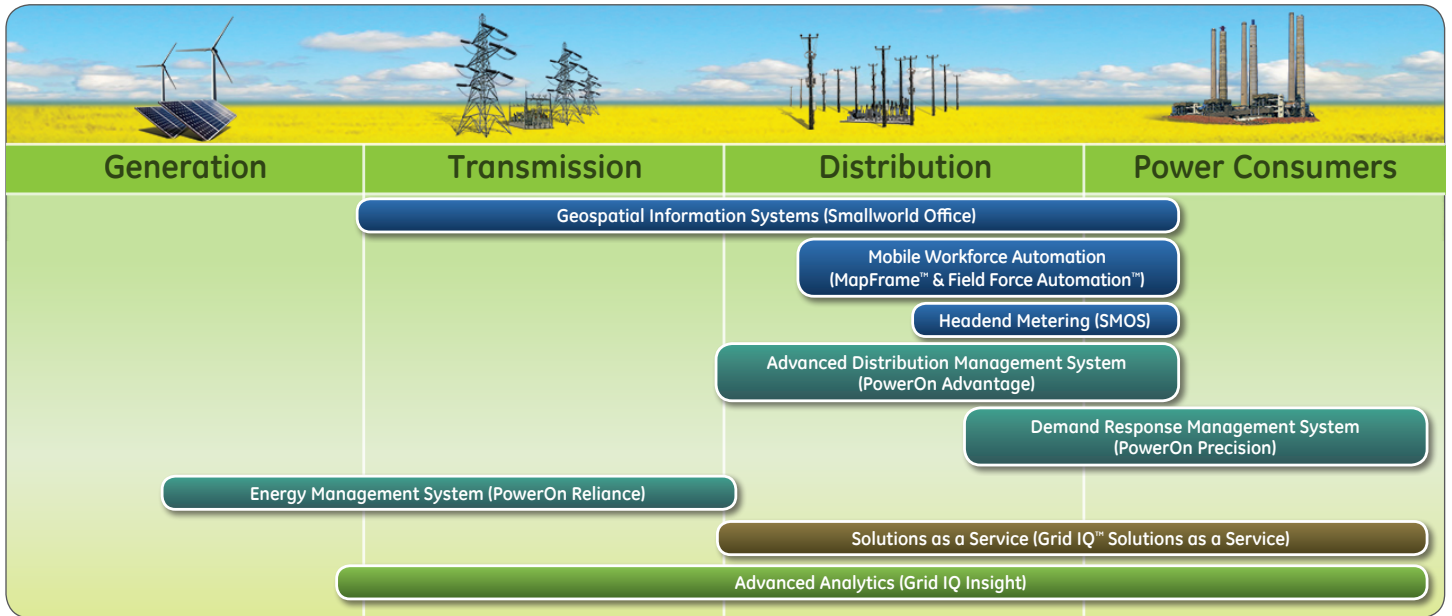 Generation
Transmission
Distribution
Power Consumers
Geospatial Information Systems (Smallworld Office)
Mobile Workforce Automation
(MapFrame™ & Field Force Automation™)
Headend Metering (SMOS)
Advanced Distribution Management System
(PowerOn Advantage)
Demand Response Management System
(PowerOn Precision)
Energy Management System (PowerOn Reliance)
Solutions as a Service (Grid IQ™ Solutions as a Service)
Advanced Analytics (Grid IQ Insight)